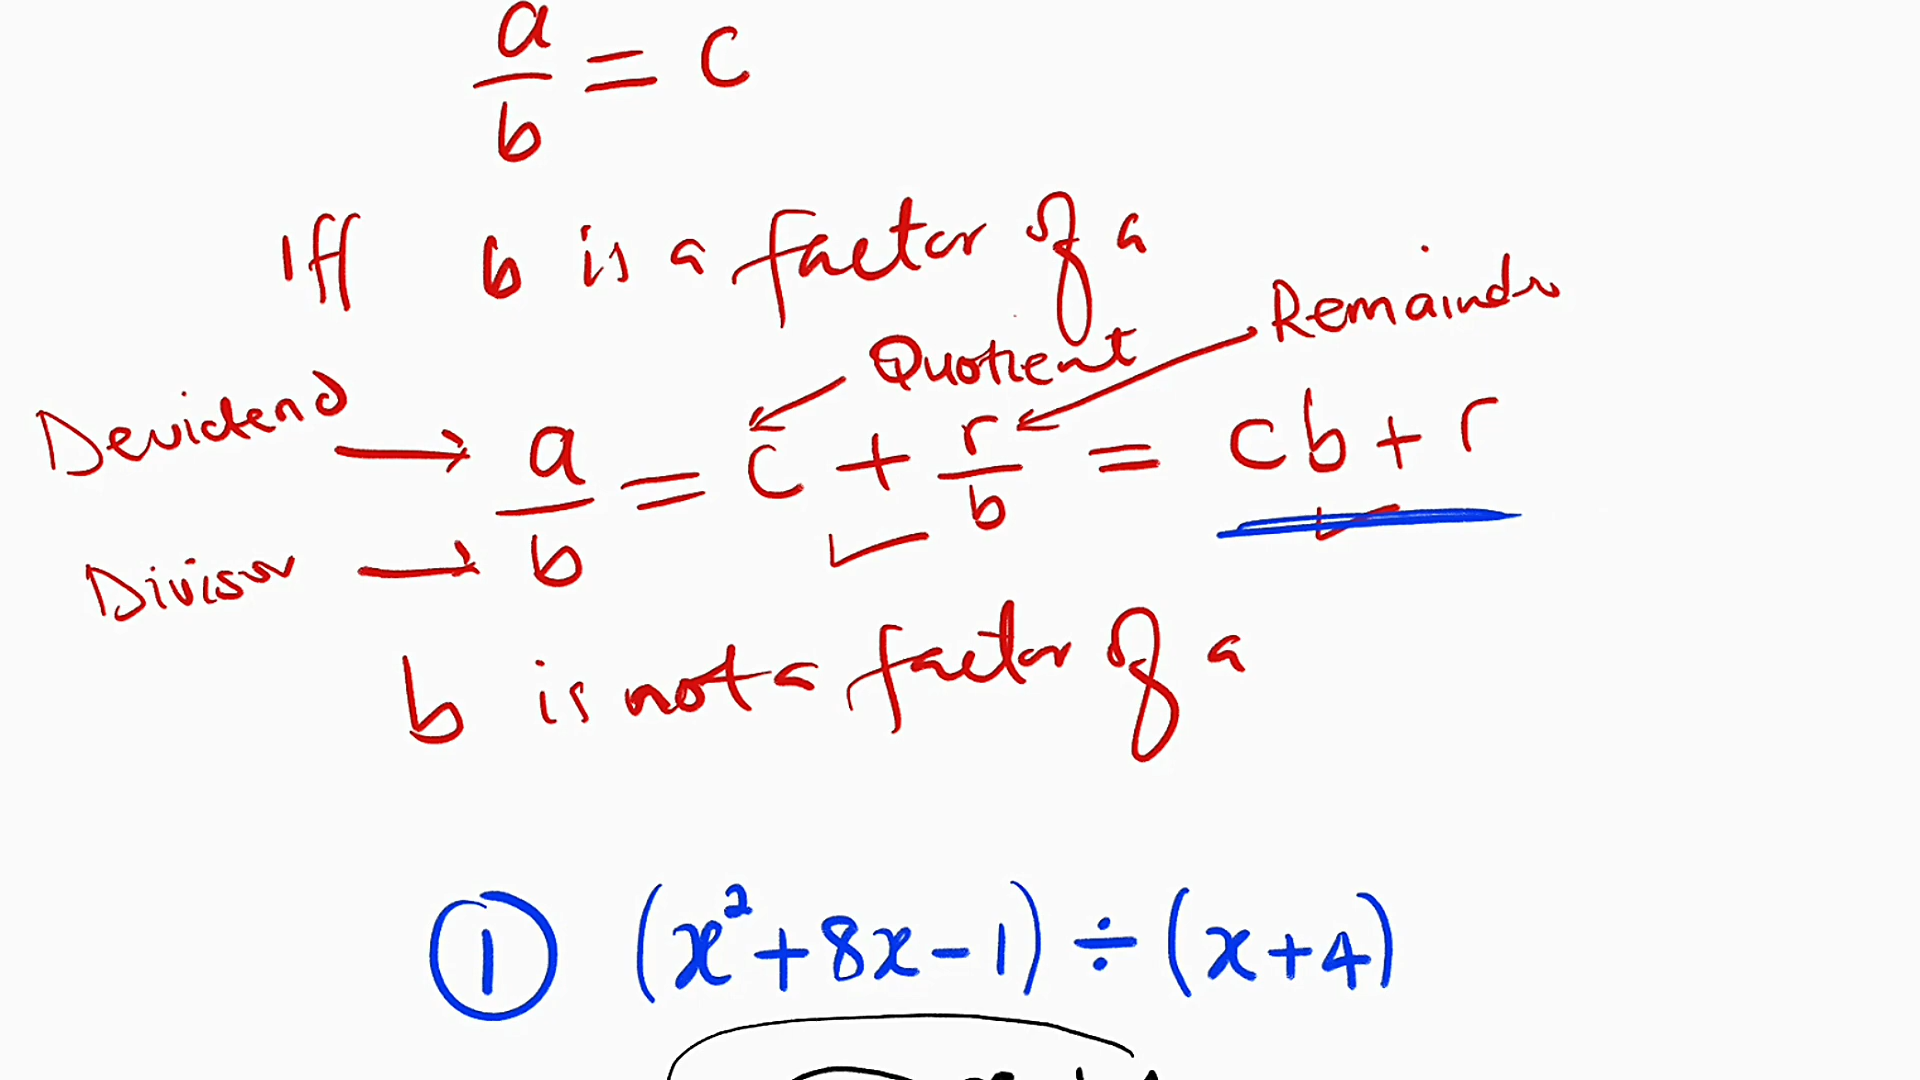 a/b = c
Iff b is a factor of a
Quotient Remainder
Devidend → a/b = c + r/b = cb + r
Divisor →
b is not a factor of a
① (x² + 8x - 1) ÷ (x + 4)